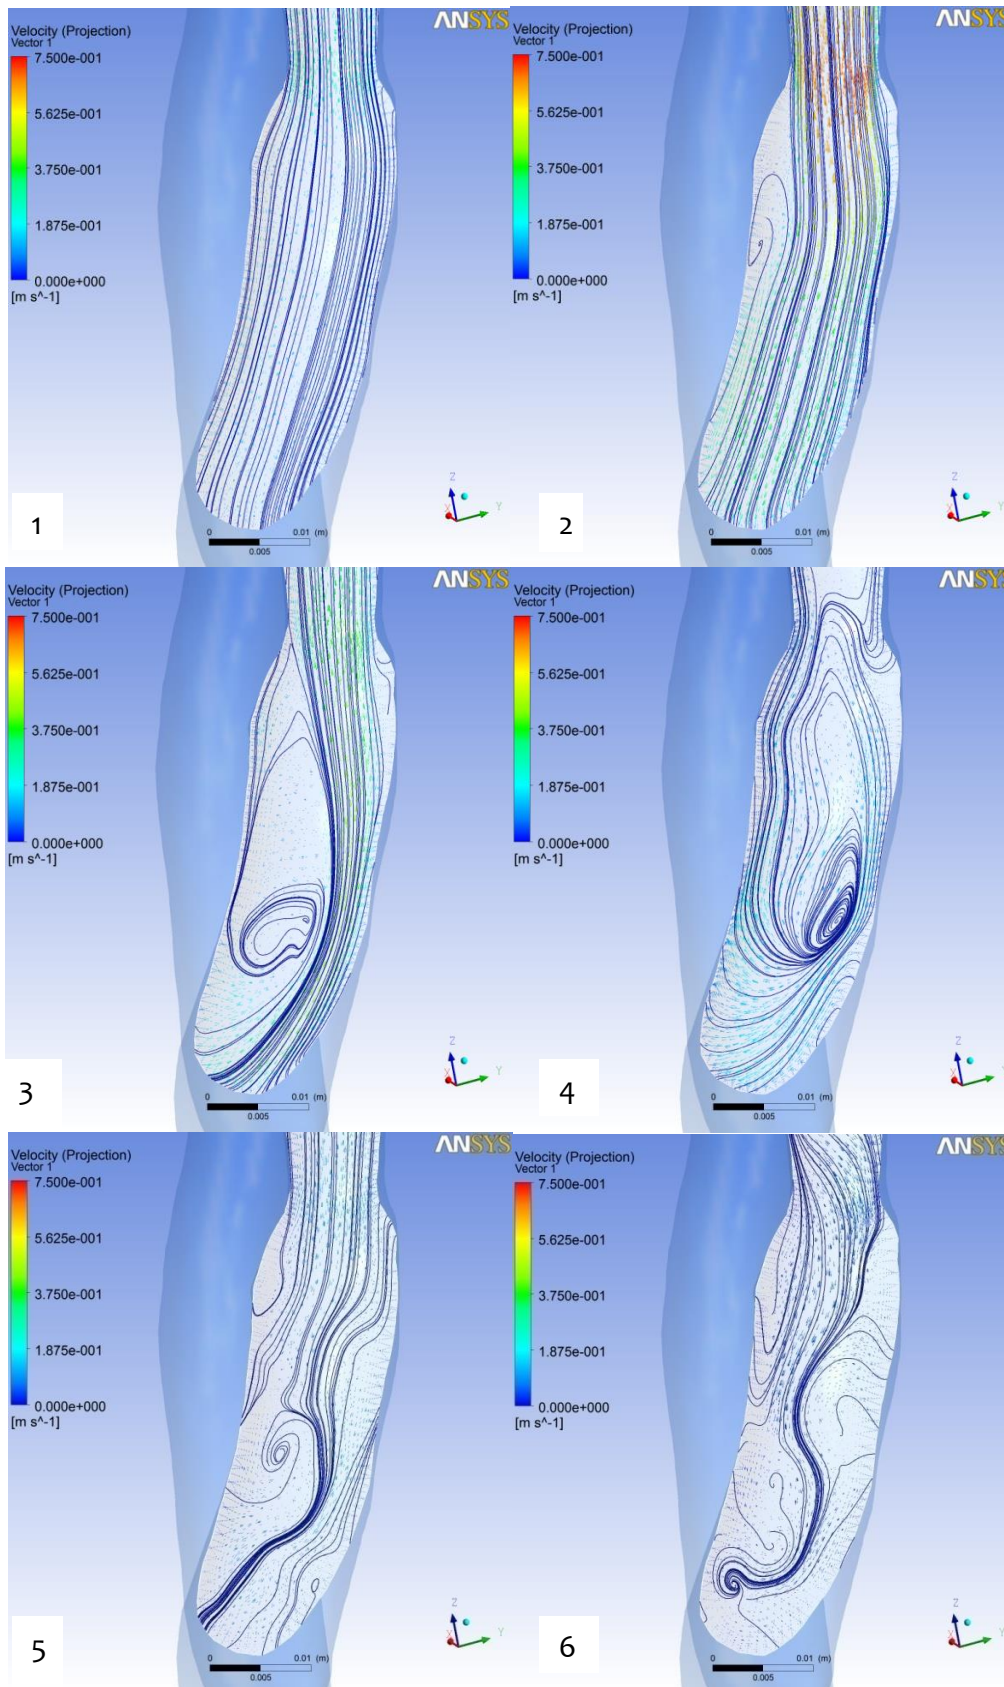 ANSYS
Velocity (Projection)
Vector 1
7.500e-001
5.625e-001
3.750e-001
1.875e-001
0.000e+000
[m s^-1]
Z
X
Y
0
0.01 (m)
0.005
1
ANSYS
Velocity (Projection)
Vector 1
7.500e-001
5.625e-001
3.750e-001
1.875e-001
0.000e+000
[m s^-1]
Z
X
Y
0
0.01 (m)
0.005
2
ANSYS
Velocity (Projection)
Vector 1
7.500e-001
5.625e-001
3.750e-001
1.875e-001
0.000e+000
[m s^-1]
Z
X
Y
0
0.01 (m)
0.005
3
ANSYS
Velocity (Projection)
Vector 1
7.500e-001
5.625e-001
3.750e-001
1.875e-001
0.000e+000
[m s^-1]
Z
X
Y
0
0.01 (m)
0.005
4
ANSYS
Velocity (Projection)
Vector 1
7.500e-001
5.625e-001
3.750e-001
1.875e-001
0.000e+000
[m s^-1]
Z
X
Y
0
0.01 (m)
0.005
5
ANSYS
Velocity (Projection)
Vector 1
7.500e-001
5.625e-001
3.750e-001
1.875e-001
0.000e+000
[m s^-1]
Z
X
Y
0
0.01 (m)
0.005
6